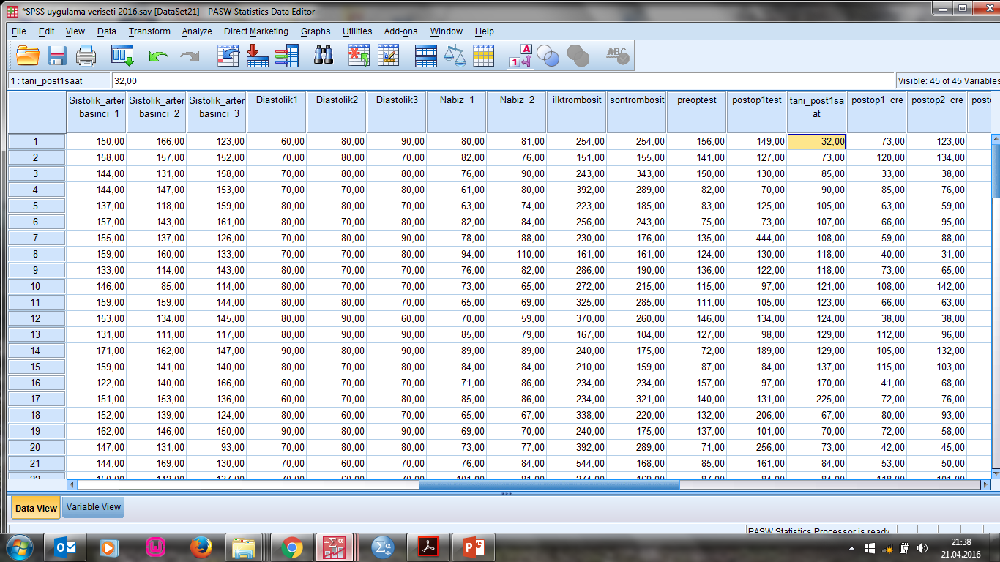 *SPSS uygulama veriseti 2016.sav [DataSet21] - PASW Statistics Data Editor
File Edit View Data Transform Analyze Direct Marketing Graphs Utilities Add-ons Window Help
1 : tani_post1saat 32,00 Visible: 45 of 45 Variables
Sistolik_arter_basıncı_1 Sistolik_arter_basıncı_2 Sistolik_arter_basıncı_3 Diastolik1 Diastolik2 Diastolik3 Nabız_1 Nabız_2 ilktrombosit sontrombosit preoptest postop1test tani_post1saat postop1_cre postop2_cre posto
1 150,00 166,00 123,00 60,00 80,00 90,00 80,00 81,00 254,00 254,00 156,00 149,00 32,00 73,00 123,00
2 158,00 157,00 152,00 70,00 80,00 70,00 82,00 76,00 151,00 155,00 141,00 127,00 73,00 120,00 134,00
3 144,00 131,00 158,00 70,00 80,00 80,00 76,00 90,00 243,00 343,00 150,00 130,00 85,00 33,00 38,00
4 144,00 147,00 153,00 70,00 70,00 80,00 61,00 80,00 392,00 289,00 82,00 70,00 90,00 85,00 76,00
5 137,00 118,00 159,00 80,00 80,00 70,00 63,00 74,00 223,00 185,00 83,00 125,00 105,00 63,00 59,00
6 157,00 143,00 161,00 80,00 70,00 80,00 82,00 84,00 256,00 243,00 75,00 73,00 107,00 66,00 95,00
7 155,00 137,00 126,00 70,00 80,00 90,00 78,00 88,00 230,00 176,00 135,00 444,00 108,00 59,00 88,00
8 159,00 160,00 133,00 70,00 70,00 80,00 94,00 110,00 161,00 161,00 124,00 130,00 118,00 40,00 31,00
9 133,00 114,00 143,00 80,00 70,00 70,00 76,00 82,00 286,00 190,00 136,00 122,00 118,00 73,00 65,00
10 146,00 85,00 114,00 80,00 70,00 70,00 73,00 65,00 272,00 215,00 115,00 97,00 121,00 108,00 142,00
11 159,00 159,00 144,00 80,00 80,00 70,00 65,00 69,00 325,00 285,00 111,00 105,00 123,00 66,00 63,00
12 153,00 134,00 145,00 80,00 90,00 60,00 70,00 59,00 370,00 260,00 146,00 134,00 124,00 38,00 38,00
13 131,00 111,00 117,00 80,00 90,00 90,00 85,00 79,00 167,00 104,00 127,00 98,00 129,00 112,00 96,00
14 171,00 162,00 147,00 90,00 80,00 70,00 89,00 89,00 240,00 175,00 72,00 189,00 129,00 105,00 132,00
15 159,00 141,00 140,00 80,00 70,00 80,00 84,00 84,00 210,00 159,00 87,00 84,00 137,00 115,00 103,00
16 122,00 140,00 166,00 60,00 70,00 70,00 71,00 86,00 234,00 234,00 157,00 97,00 170,00 41,00 68,00
17 151,00 153,00 136,00 60,00 70,00 80,00 85,00 86,00 234,00 321,00 140,00 131,00 225,00 72,00 76,00
18 152,00 139,00 124,00 80,00 60,00 70,00 65,00 67,00 338,00 220,00 132,00 206,00 67,00 80,00 93,00
19 162,00 146,00 150,00 90,00 80,00 80,00 69,00 70,00 240,00 175,00 137,00 101,00 70,00 72,00 58,00
20 147,00 131,00 93,00 70,00 80,00 80,00 73,00 77,00 392,00 289,00 71,00 256,00 73,00 42,00 45,00
21 144,00 169,00 130,00 70,00 60,00 70,00 76,00 84,00 544,00 168,00 85,00 161,00 84,00 53,00 50,00
Data View Variable View
PASW Statistics Processor is ready
21:38
21.04.2016